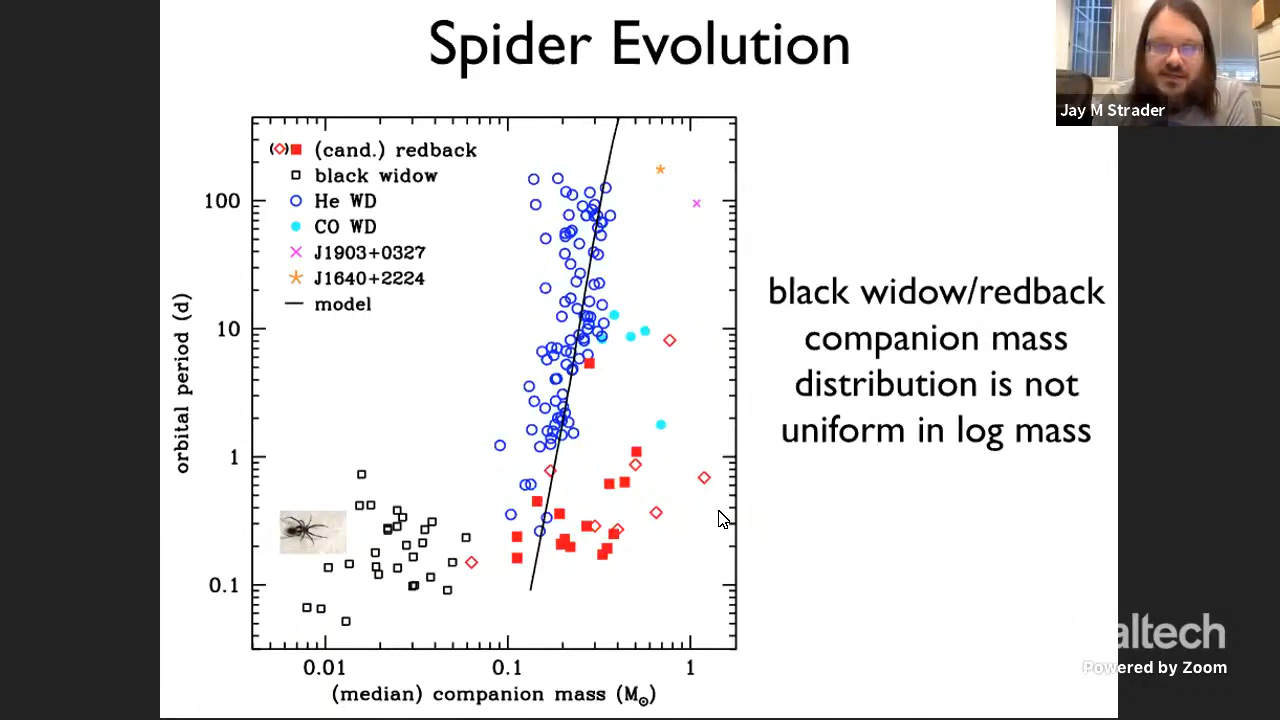 Spider Evolution
Jay M Strader
(cand.) redback
black widow
He WD
CO WD
J1903+0327
J1640+2224
model
100
10
1
0.1
orbital period (d)
0.01 0.1 1
(median) companion mass (M⊙)
black widow/redback
companion mass
distribution is not
uniform in log mass
altech
Powered by Zoom